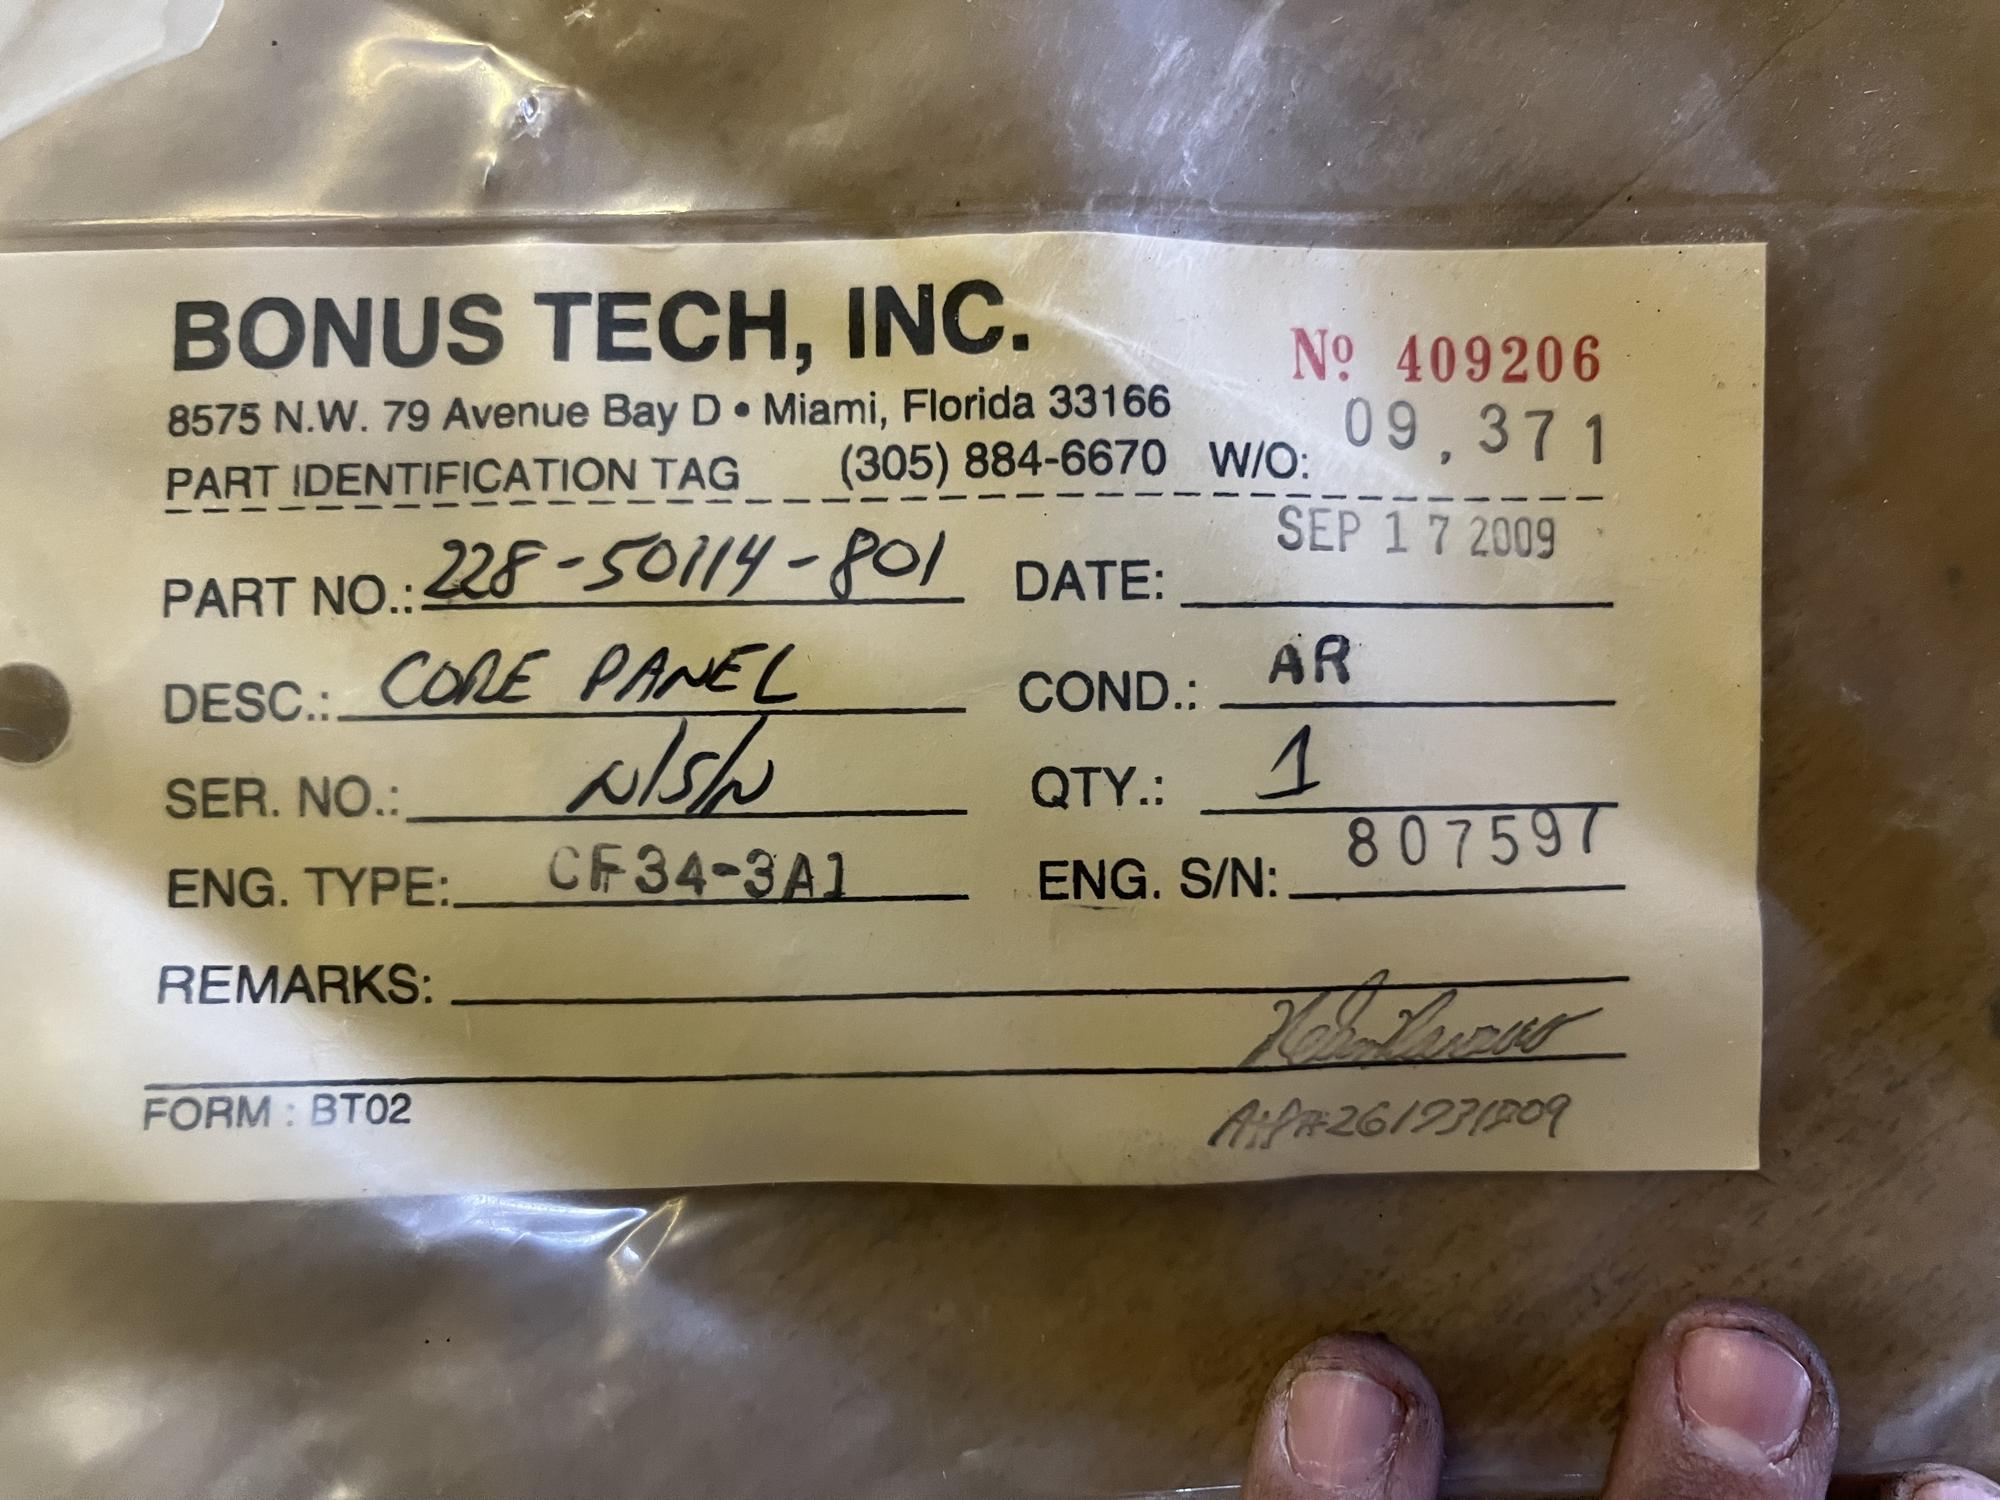 BONUS TECH, INC.
Nº 409206
8575 N.W. 79 Avenue Bay D • Miami, Florida 33166
PART IDENTIFICATION TAG (305) 884-6670 W/O: 09,371
PART NO.: 228-50114-801 DATE: SEP 17 2009
DESC.: CORE PANEL COND.: AR
SER. NO.: N/S/N QTY.: 1
ENG. TYPE: CF34-3A1 ENG. S/N: 807597
REMARKS:
FORM : BT02